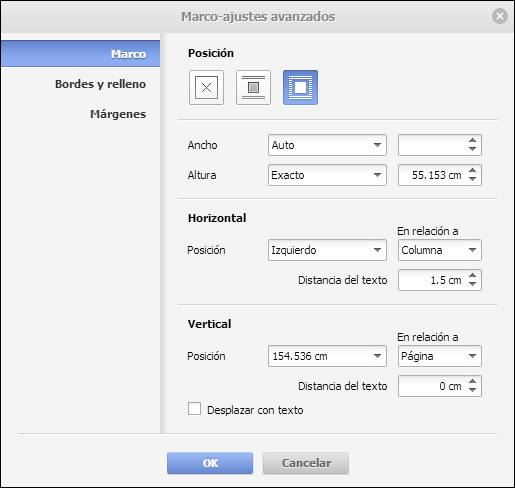 Marco-ajustes avanzados
Marco
Bordes y relleno
Márgenes
Posición
Ancho Auto
Altura Exacto 55.153 cm
Horizontal
En relación a
Posición Izquierdo Columna
Distancia del texto 1.5 cm
Vertical
En relación a
Posición 154.536 cm Página
Distancia del texto 0 cm
Desplazar con texto
OK Cancelar